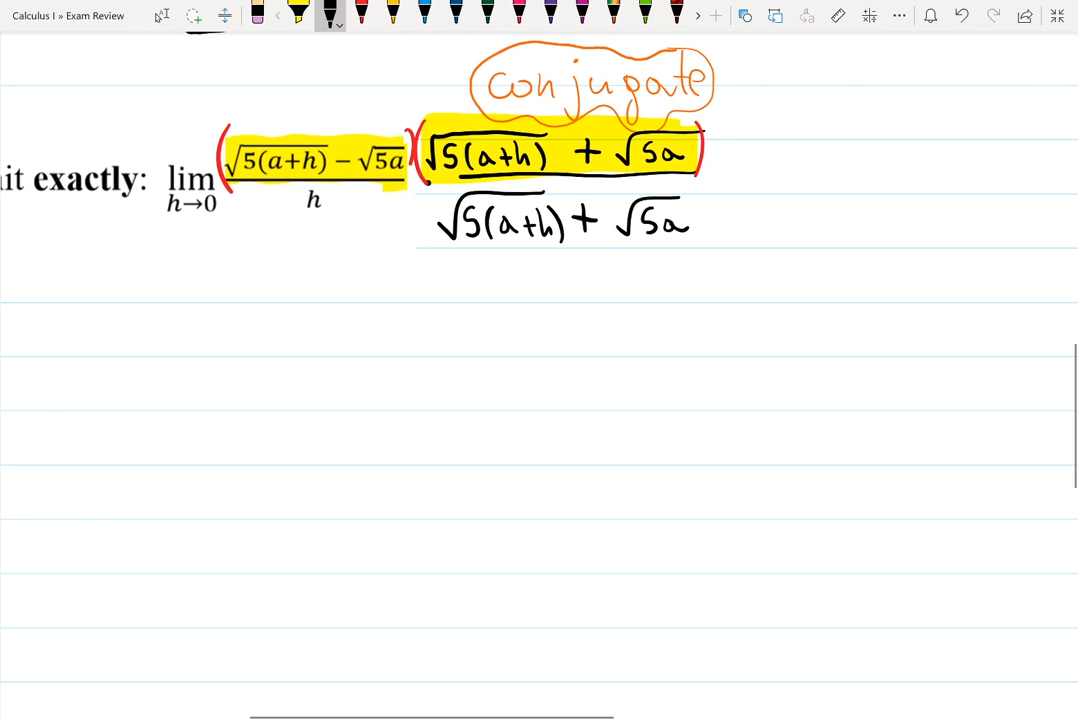 Calculus I » Exam Review
conjugate
it exactly: lim h→0 (√5(a+h) − √5a)/h (√5(a+h) + √5a)/(√5(a+h) + √5a)